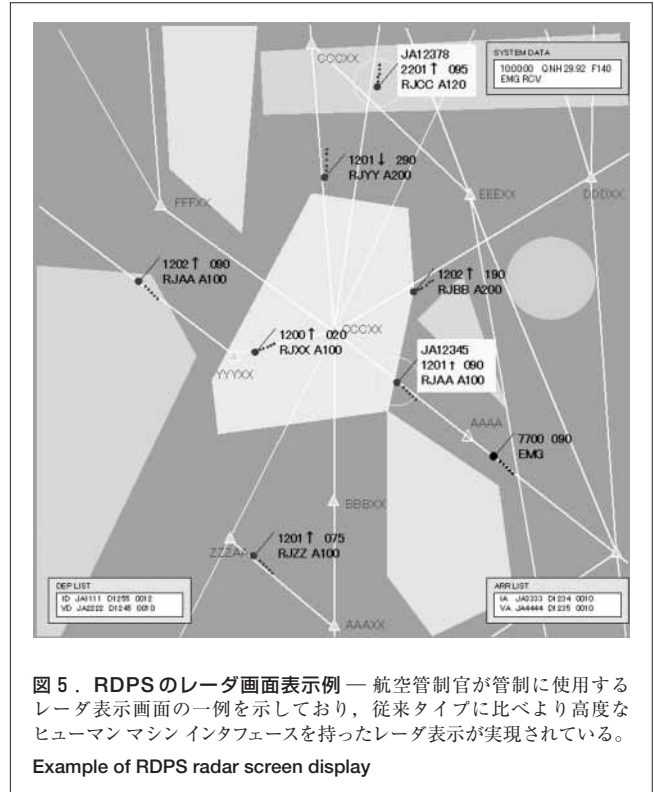 CCCXX
JA12378
2201 ↑ 095
RJCC A120
SYSTEM DATA
100000 QNH 29.92 F140
EMG RCV
1201 ↓ 290
RJYY A200
FFFXX
EEEXX
DDDXX
1202 ↑ 090
RJAA A100
1202 ↑ 190
RJBB A200
1200 ↑ 020
RJXX A100
CCCXX
YYYXX
JA12345
1201 ↑ 090
RJAA A100
AAAA
7700 090
EMG
BBBXX
1201 ↑ 075
RJZZ A100
ZZZAA
DEP LIST
ID JA1111 D1255 0012
VD JA2222 D1245 0010
AAAXX
ARR LIST
IA JA3333 D1234 0010
VA JA4444 D1235 0010
図5.RDPSのレーダ画面表示例 — 航空管制官が管制に使用する
レーダ表示画面の一例を示しており,従来タイプに比べより高度な
ヒューマン マシン インタフェースを持ったレーダ表示が実現されている。
Example of RDPS radar screen display